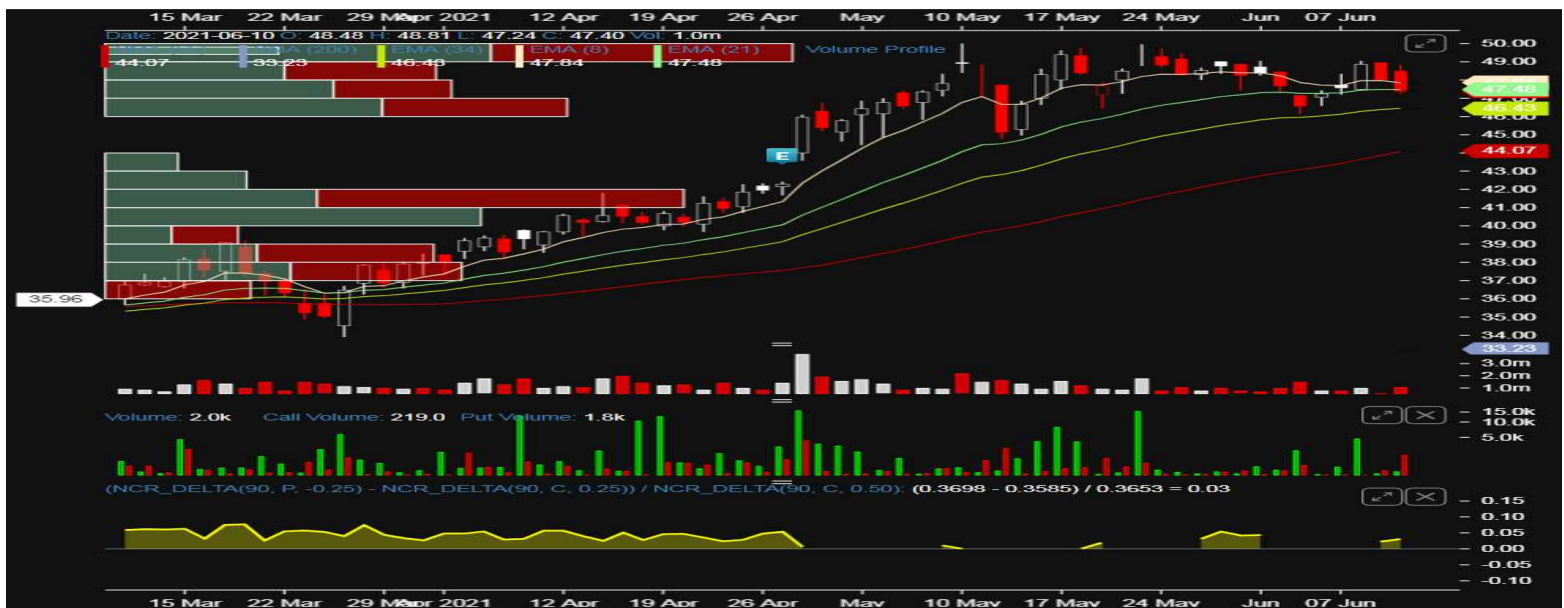 15 Mar 22 Mar 29 Mar Apr 2021 12 Apr 19 Apr 26 Apr May 10 May 17 May 24 May Jun 07 Jun
Date: 2021-06-10 O: 48.48 H: 48.81 L: 47.24 C: 47.40 Vol: 1.0m
(200) EMA (34) EMA (8) EMA (21) Volume Profile
44.07 33.23 46.43 47.84 47.48
50.00
49.00
47.48
47.00
46.43
46.00
45.00
44.07
43.00
42.00
41.00
40.00
39.00
38.00
37.00
36.00
35.96
35.00
34.00
33.23
E
3.0m
2.0m
1.0m
Volume: 2.0k Call Volume: 219.0 Put Volume: 1.8k
15.0k
10.0k
5.0k
(NCR_DELTA(90, P, -0.25) - NCR_DELTA(90, C, 0.25)) / NCR_DELTA(90, C, 0.50): (0.3698 - 0.3585) / 0.3653 = 0.03
0.15
0.10
0.05
0.00
-0.05
-0.10
15 Mar 22 Mar 29 Mar Apr 2021 12 Apr 19 Apr 26 Apr May 10 May 17 May 24 May Jun 07 Jun